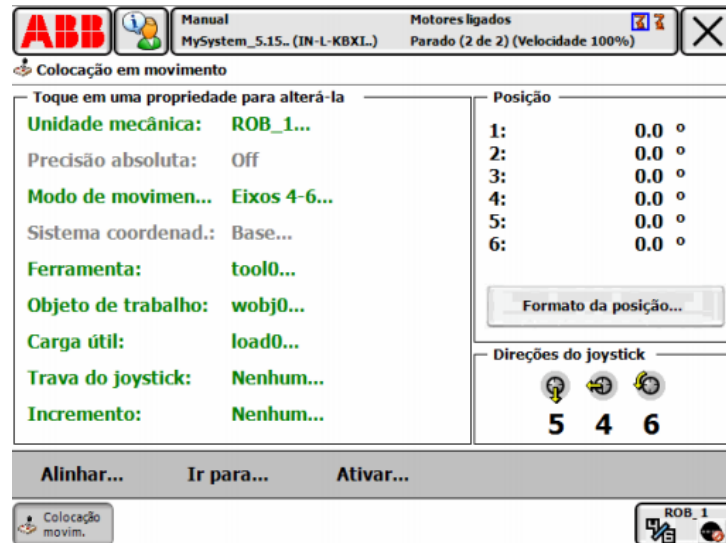 ABB
Manual
MySystem_5.15.. (IN-L-KBXI..)
Motores ligados
Parado (2 de 2) (Velocidade 100%)
Colocação em movimento
Toque em uma propriedade para alterá-la
Unidade mecânica: ROB_1...
Precisão absoluta: Off
Modo de movimen... Eixos 4-6...
Sistema coordenad.: Base...
Ferramenta: tool0...
Objeto de trabalho: wobj0...
Carga útil: load0...
Trava do joystick: Nenhum...
Incremento: Nenhum...
Posição
1: 0.0 º
2: 0.0 º
3: 0.0 º
4: 0.0 º
5: 0.0 º
6: 0.0 º
Formato da posição...
Direções do joystick
5 4 6
Alinhar... Ir para... Ativar...
Colocação
movim.
ROB_1